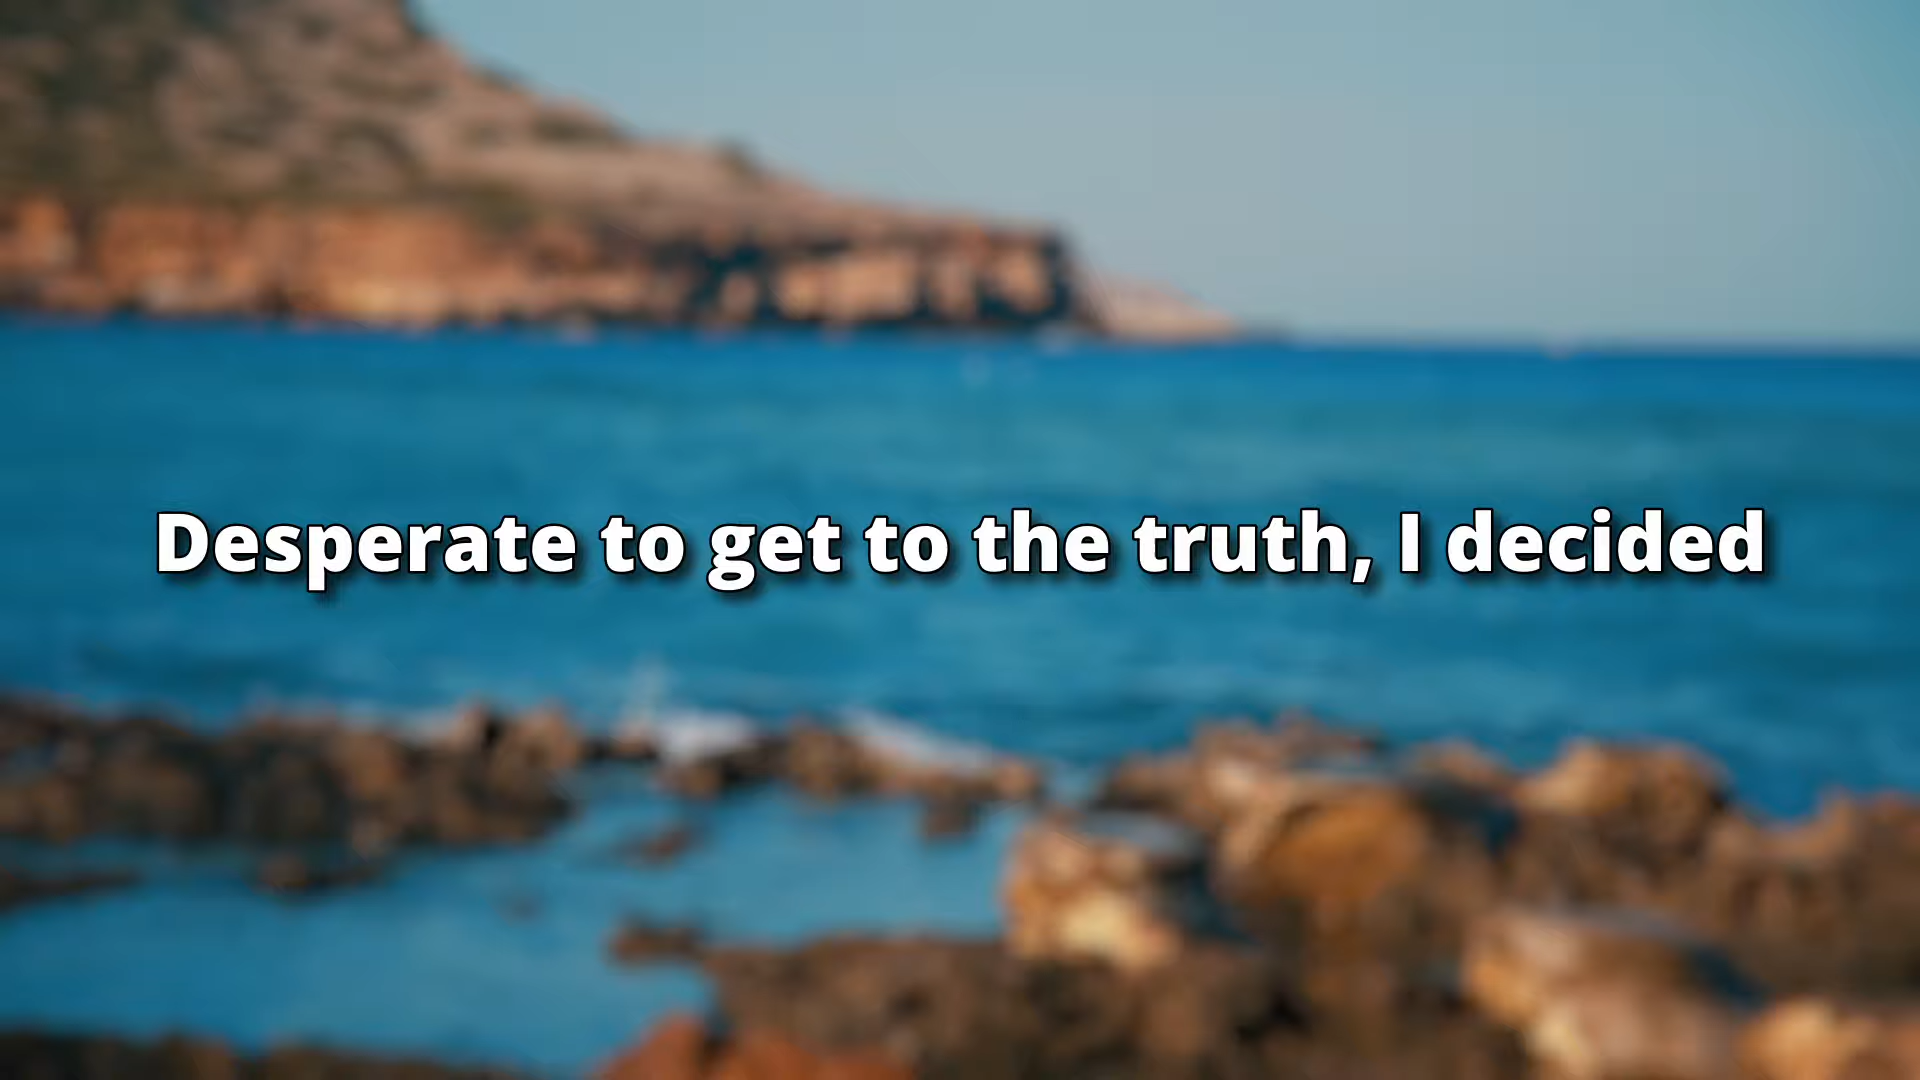 Desperate to get to the truth, I decided